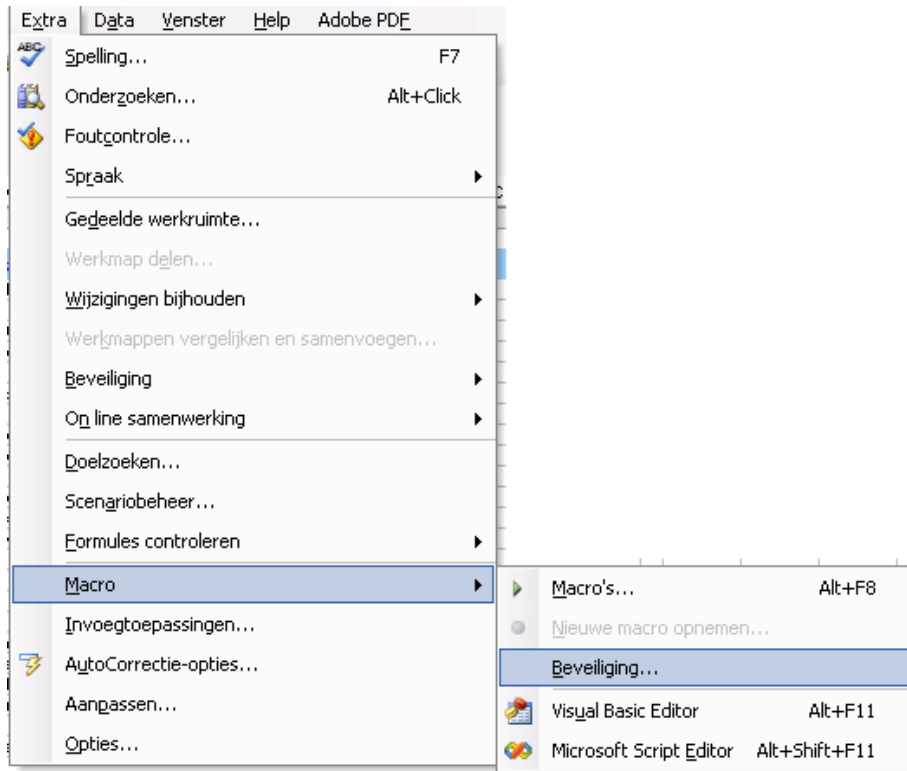 Extra Data Venster Help Adobe PDF
ABC Spelling... F7
Onderzoeken... Alt+Click
Foutcontrole...
Spraak
Gedeelde werkruimte...
Werkmap delen...
Wijzigingen bijhouden
Werkmappen vergelijken en samenvoegen...
Beveiliging
On line samenwerking
Doelzoeken...
Scenariobeheer...
Formules controleren
Macro
Macro's... Alt+F8
Invoegtoepassingen...
Nieuwe macro opnemen...
AutoCorrectie-opties...
Beveiliging...
Aanpassen...
Visual Basic Editor Alt+F11
Opties...
Microsoft Script Editor Alt+Shift+F11